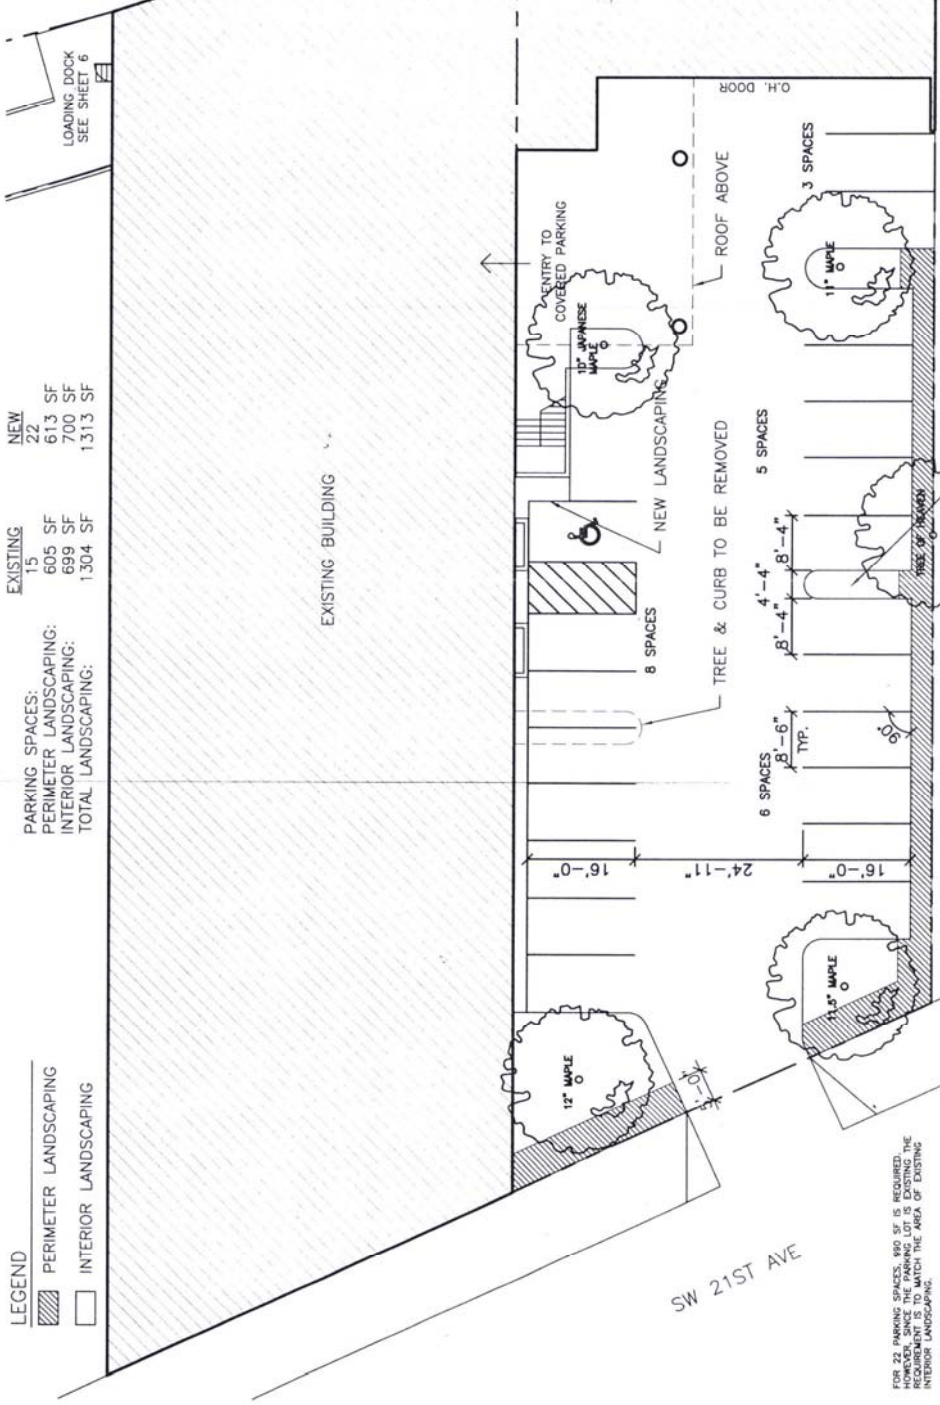 LEGEND
PERIMETER LANDSCAPING
INTERIOR LANDSCAPING
EXISTING NEW
PARKING SPACES: 15 22
PERIMETER LANDSCAPING: 605 SF 613 SF
INTERIOR LANDSCAPING: 699 SF 700 SF
TOTAL LANDSCAPING: 1304 SF 1313 SF
LOADING DOCK
SEE SHEET 6
EXISTING BUILDING
ENTRY TO
COVERED PARKING
10" JAPANESE
MAPLE
12" MAPLE
5'-0"
8 SPACES
NEW LANDSCAPING
TREE & CURB TO BE REMOVED
ROOF ABOVE
O.H. DOOR
3 SPACES
11" MAPLE
5 SPACES
8'-4"
4'-4"
8'-4"
TREE OF HEAVEN
6 SPACES
8'-6"
TYP.
90°
16'-0"
24'-11"
16'-0"
11.5" MAPLE
SW 21ST AVE
FOR 22 PARKING SPACES, 990 SF IS REQUIRED.
HOWEVER, SINCE THE PARKING LOT IS EXISTING THE
REQUIREMENT IS TO MATCH THE AREA OF EXISTING
INTERIOR LANDSCAPING.